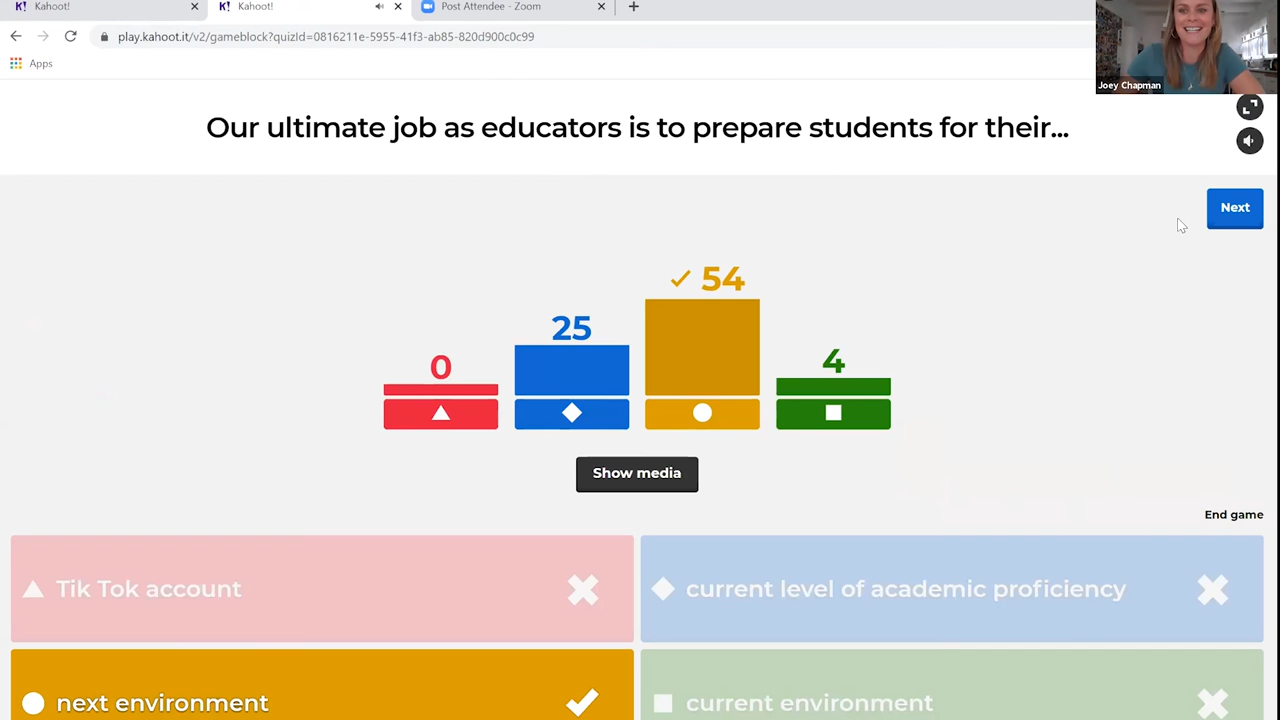 Kahoot!
Kahoot!
Post Attendee - Zoom
play.kahoot.it/v2/gameblock?quizId=0816211e-5955-41f3-ab85-820d900c0c99
Apps
Joey Chapman
Our ultimate job as educators is to prepare students for their...
Next
0
25
54
4
Show media
End game
Tik Tok account
current level of academic proficiency
next environment
current environment